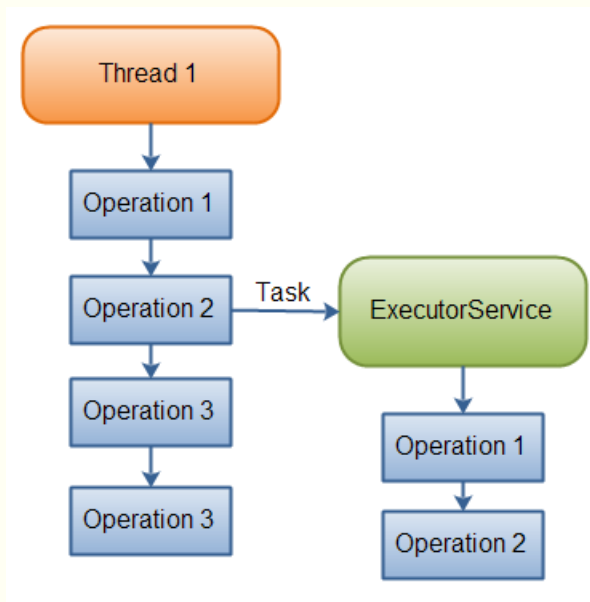 Thread 1
Operation 1
Operation 2
Task
ExecutorService
Operation 3
Operation 1
Operation 3
Operation 2